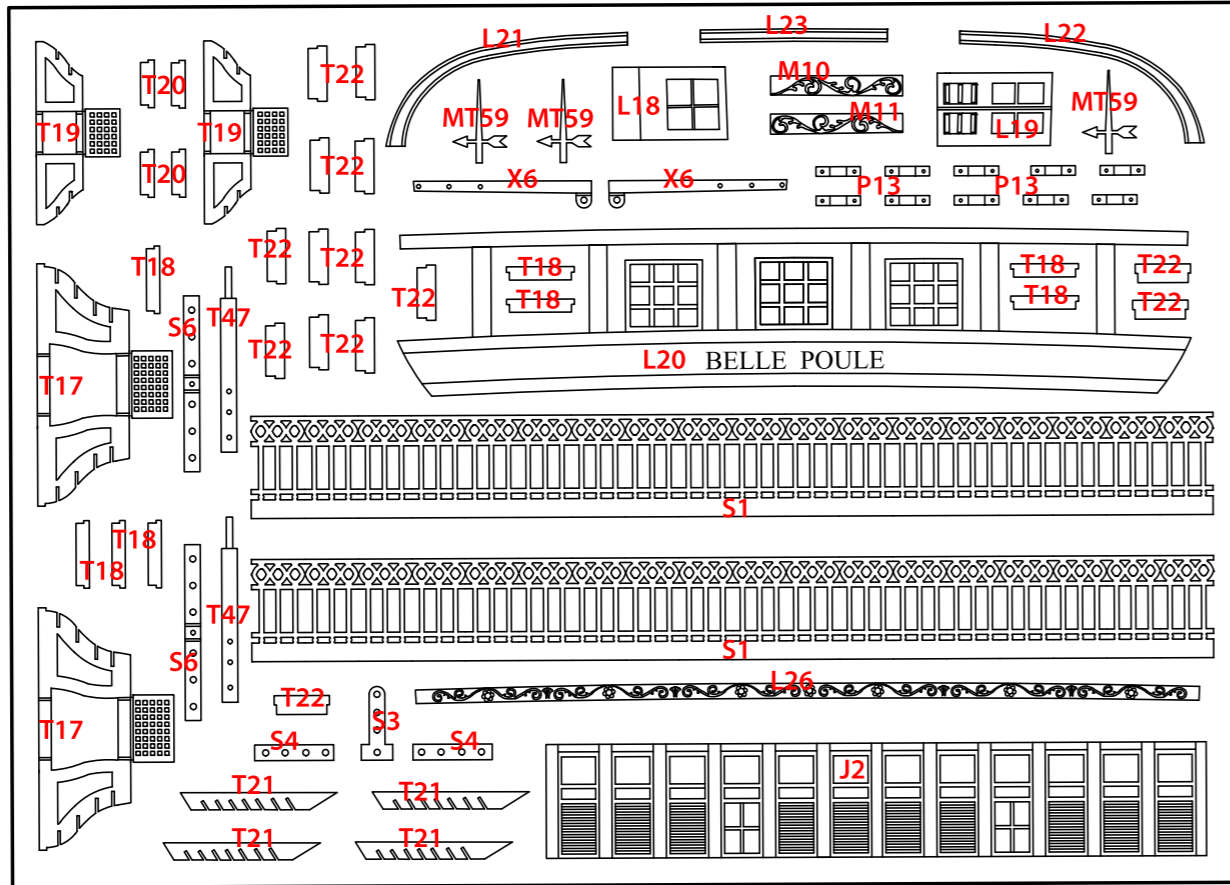 L21 L23 L22
T20 T22 M10
L18 MT59
MT59 MT59 M11
T19 T19 L19
T20 T22 X6 X6 P13 P13
T18 T22 T22 T18 T18 T22
T22 T18 T18 T22
S6 T47
T22 T22
T17 L20 BELLE POULE
S1
T18
T18
T47
S6 S1
L26
T22
T17 S3
S4 S4
J2
T21 T21
T21 T21